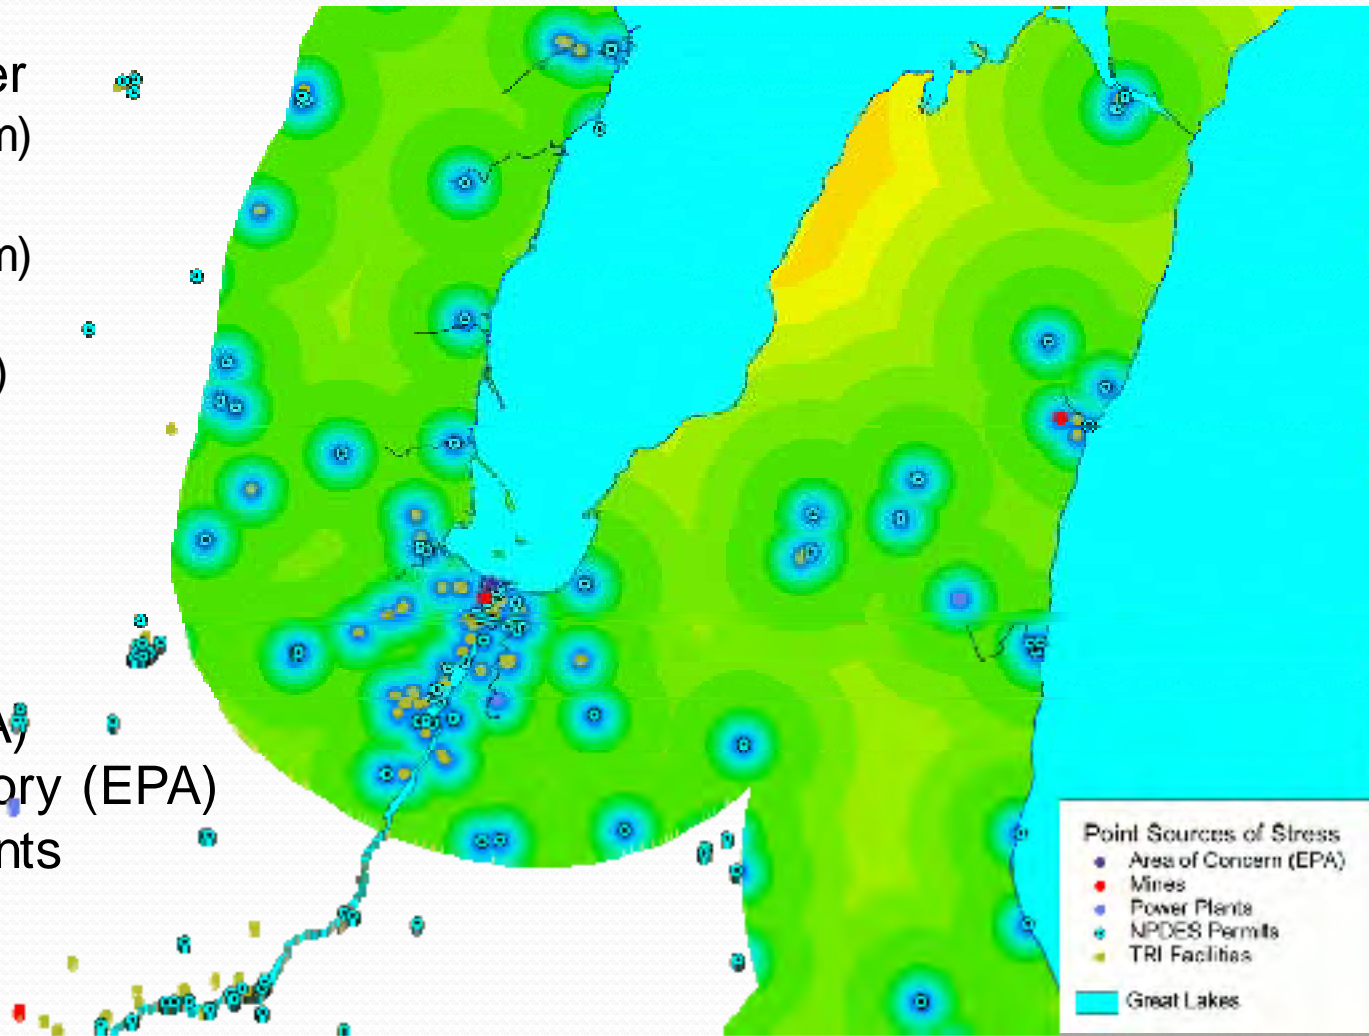 er
m)
m)
)
A)
ory (EPA)
nts
Point Sources of Stress
Area of Concern (EPA)
Mines
Power Plants
NPDES Permits
TRI Facilities
Great Lakes